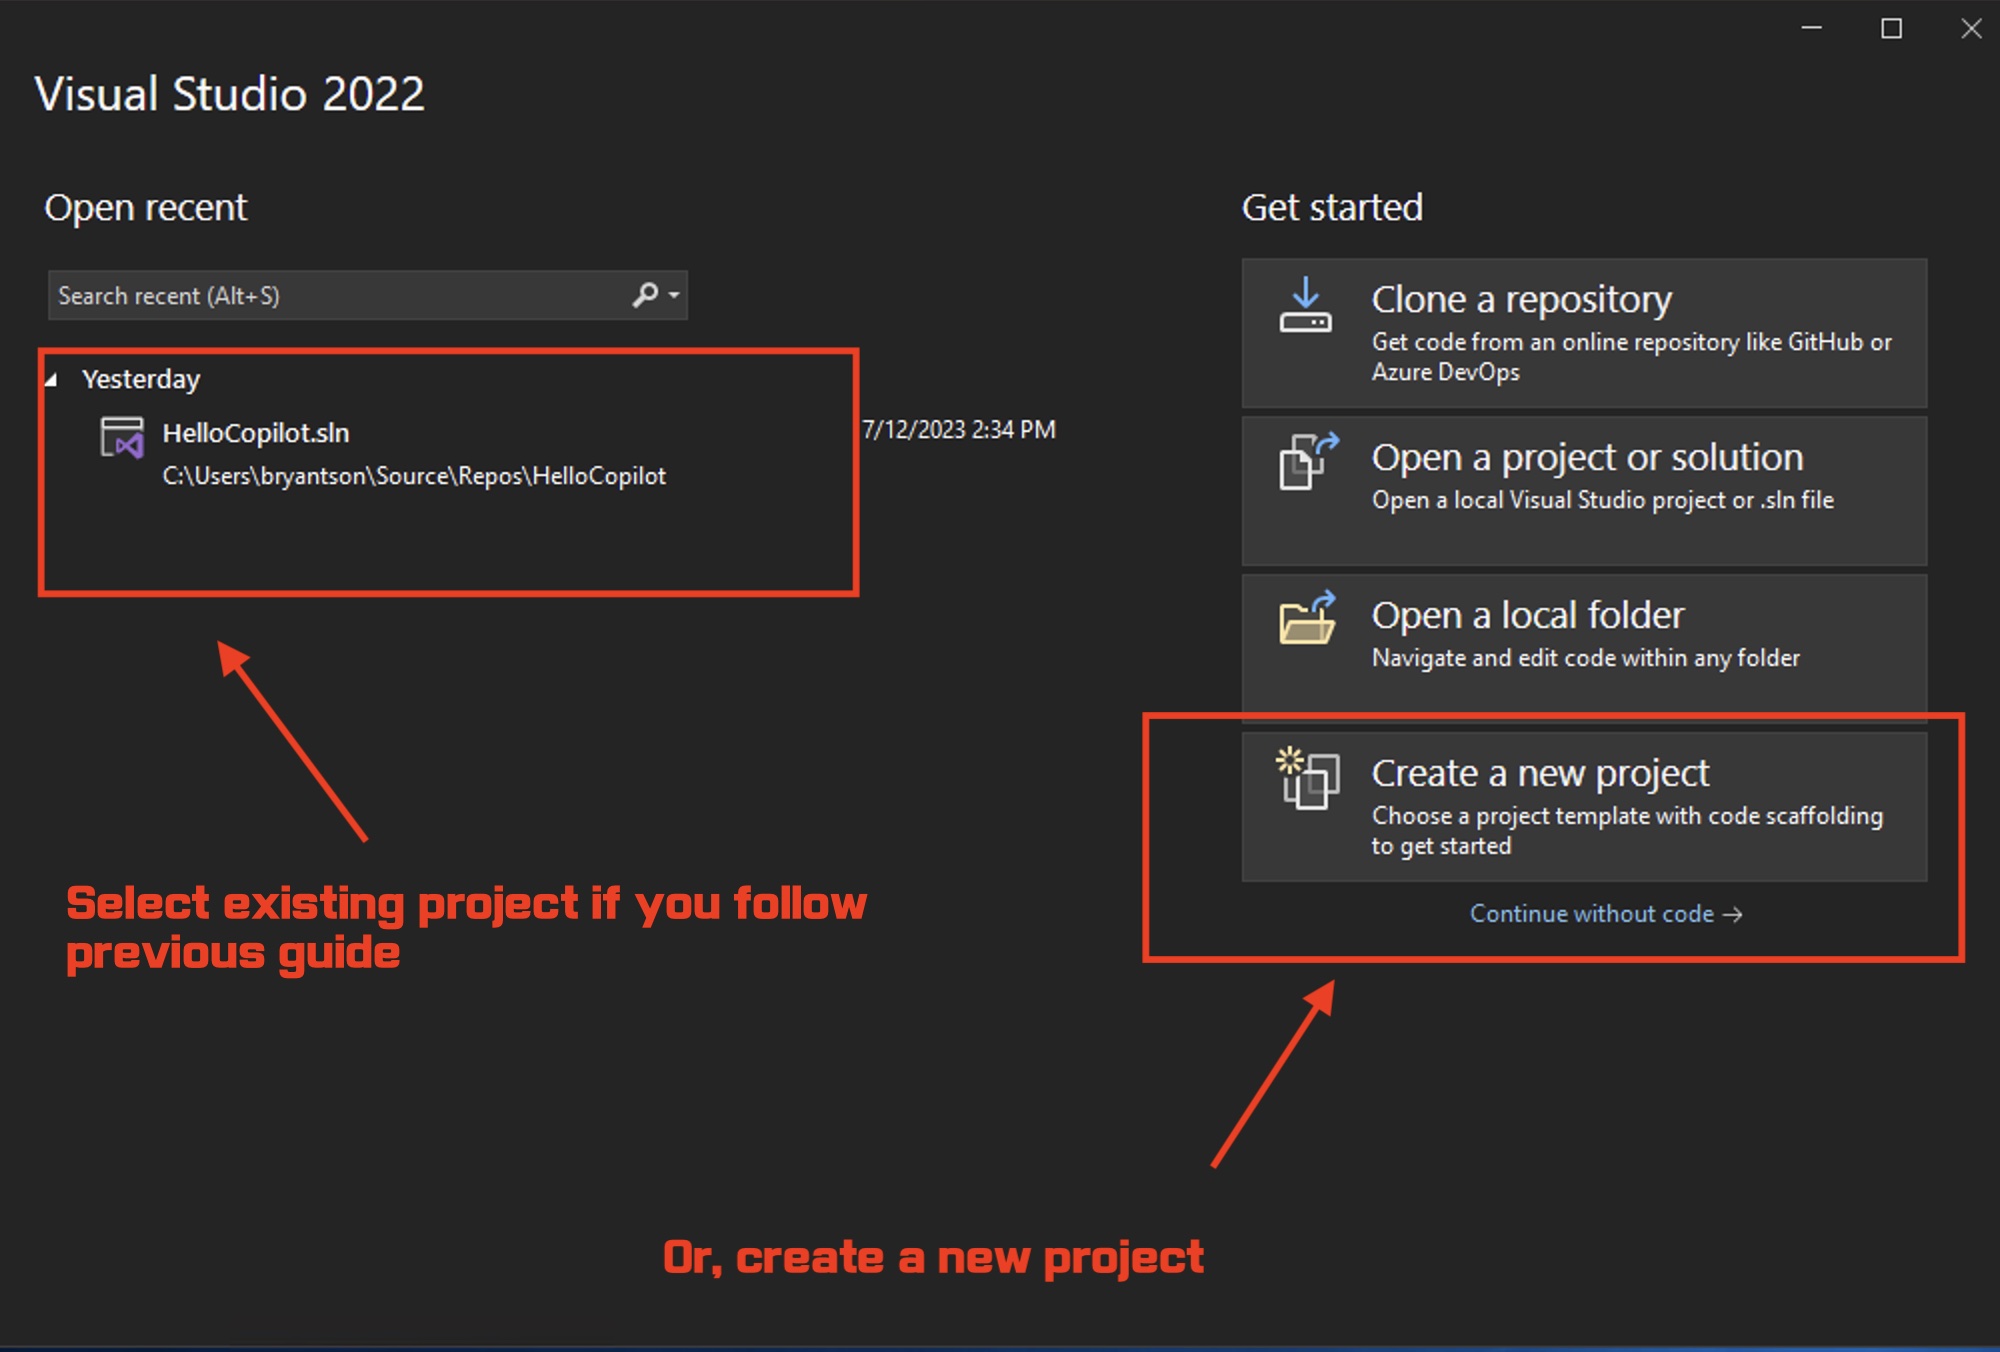 Visual Studio 2022
Open recent
Search recent (Alt+S)
Yesterday
HelloCopilot.sln
7/12/2023 2:34 PM
C:\Users\bryantson\Source\Repos\HelloCopilot
Select existing project if you follow
previous guide
Get started
Clone a repository
Get code from an online repository like GitHub or
Azure DevOps
Open a project or solution
Open a local Visual Studio project or .sln file
Open a local folder
Navigate and edit code within any folder
Create a new project
Choose a project template with code scaffolding
to get started
Continue without code →
Or, create a new project